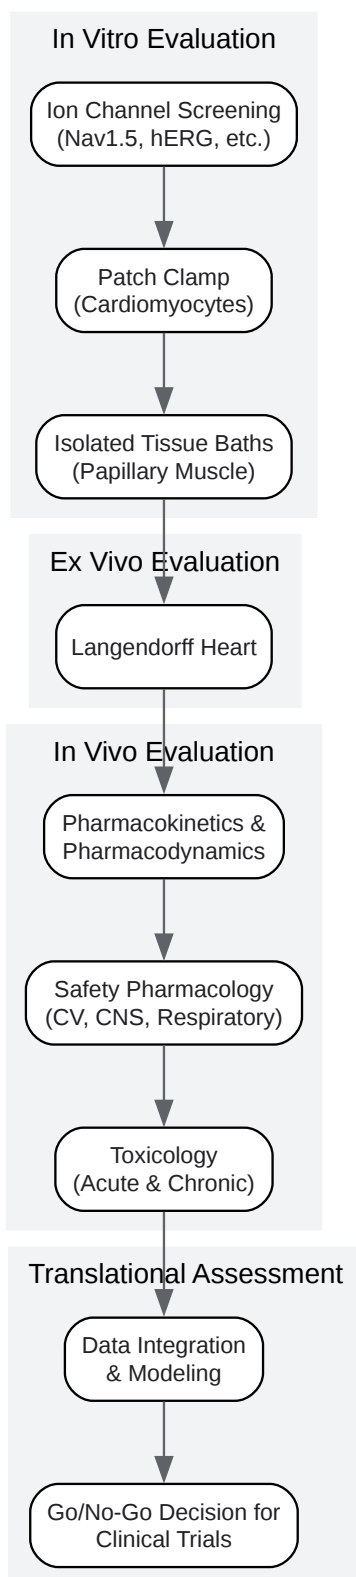 In Vitro Evaluation
Ion Channel Screening
(Nav1.5, hERG, etc.)
Patch Clamp
(Cardiomyocytes)
Isolated Tissue Baths
(Papillary Muscle)
Ex Vivo Evaluation
Langendorff Heart
In Vivo Evaluation
Pharmacokinetics &
Pharmacodynamics
Safety Pharmacology
(CV, CNS, Respiratory)
Toxicology
(Acute & Chronic)
Translational Assessment
Data Integration
& Modeling
Go/No-Go Decision for
Clinical Trials